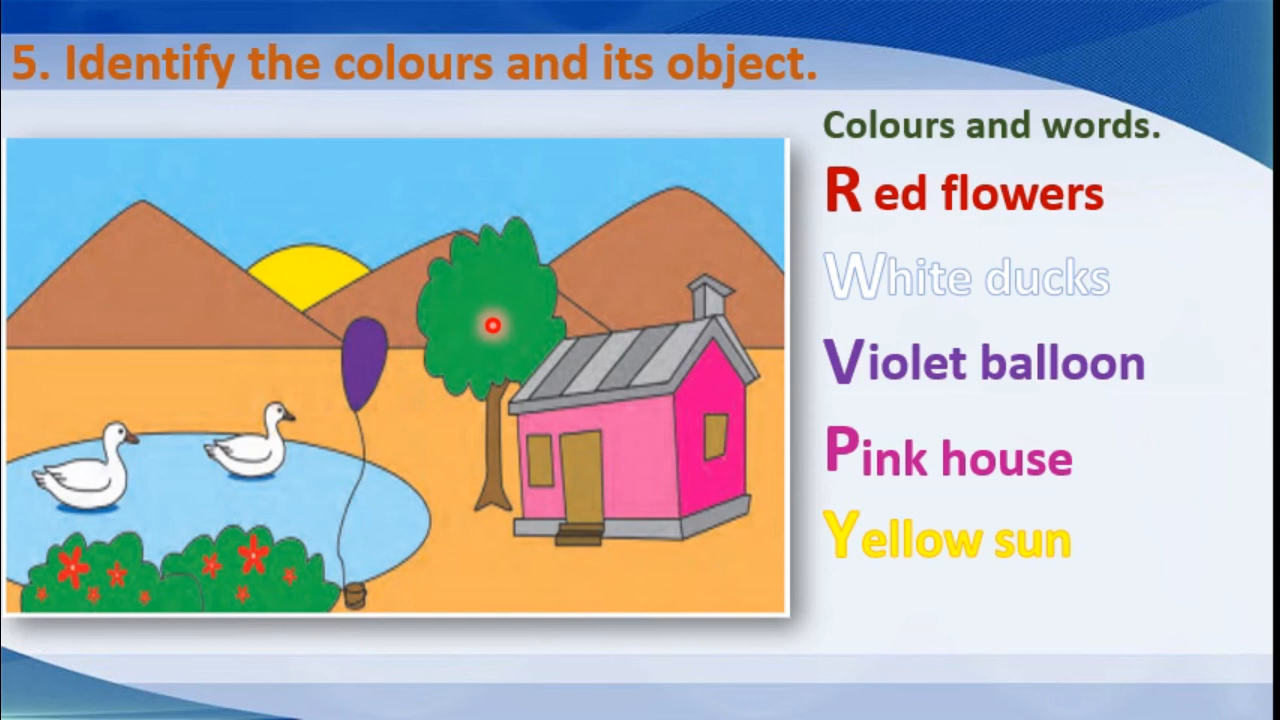 5. Identify the colours and its object.
Colours and words.
R ed flowers
White ducks
Violet balloon
Pink house
Yellow sun